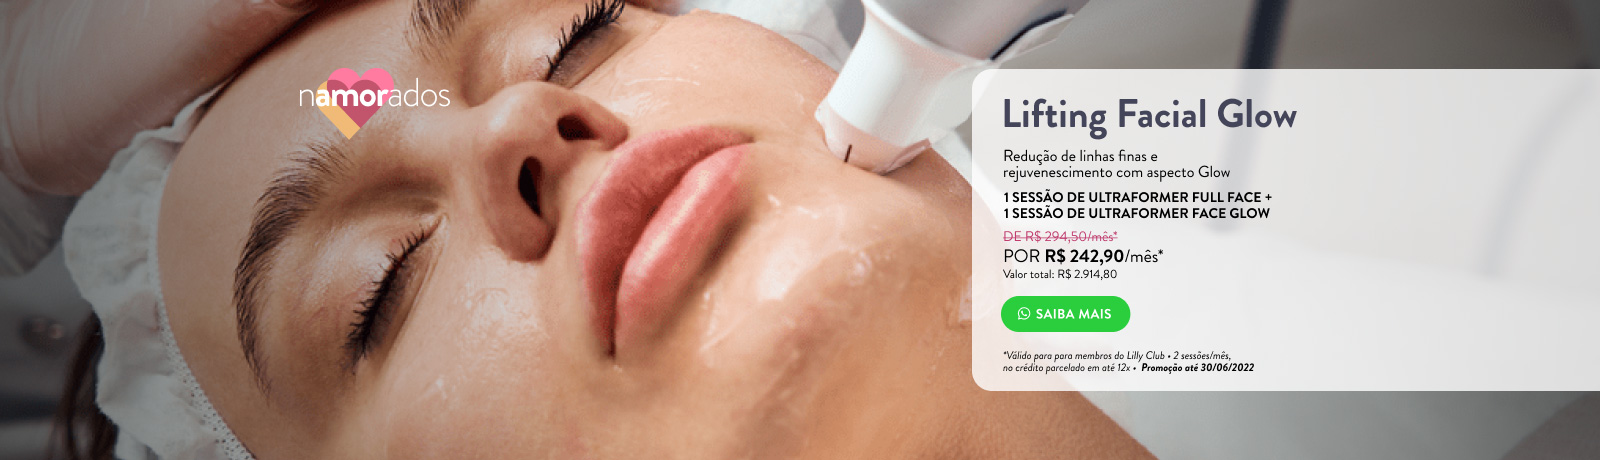 namorados
Lifting Facial Glow
Redução de linhas finas e
rejuvenescimento com aspecto Glow
1 SESSÃO DE ULTRAFORMER FULL FACE +
1 SESSÃO DE ULTRAFORMER FACE GLOW
DE R$ 294,50/mês*
POR R$ 242,90/mês*
Valor total: R$ 2.914,80
SAIBA MAIS
*Válido para para membros do Lilly Club • 2 sessões/mês,
no crédito parcelado em até 12x • Promoção até 30/06/2022